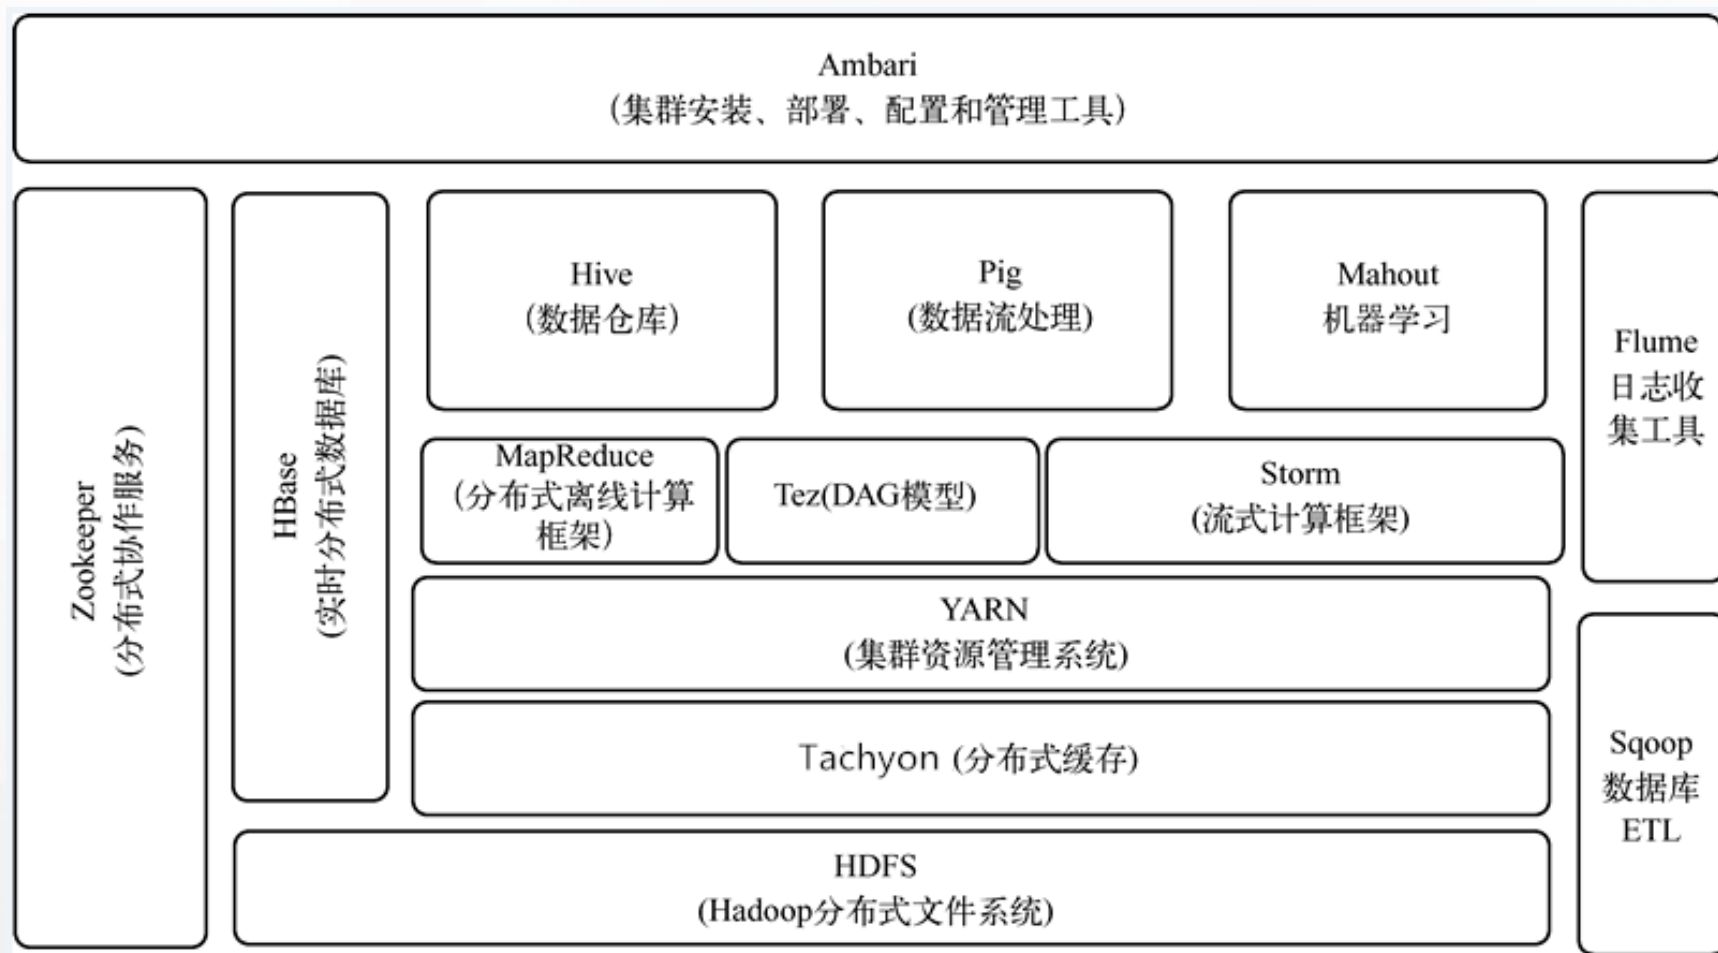 Ambari
(集群安装、部署、配置和管理工具)
Zookeeper
(分布式协作服务)
HBase
(实时分布式数据库)
Hive
(数据仓库)
Pig
(数据流处理)
Mahout
机器学习
Flume
日志收
集工具
MapReduce
(分布式离线计算
框架)
Tez(DAG模型)
Storm
(流式计算框架)
YARN
(集群资源管理系统)
Tachyon (分布式缓存)
Sqoop
数据库
ETL
HDFS
(Hadoop分布式文件系统)